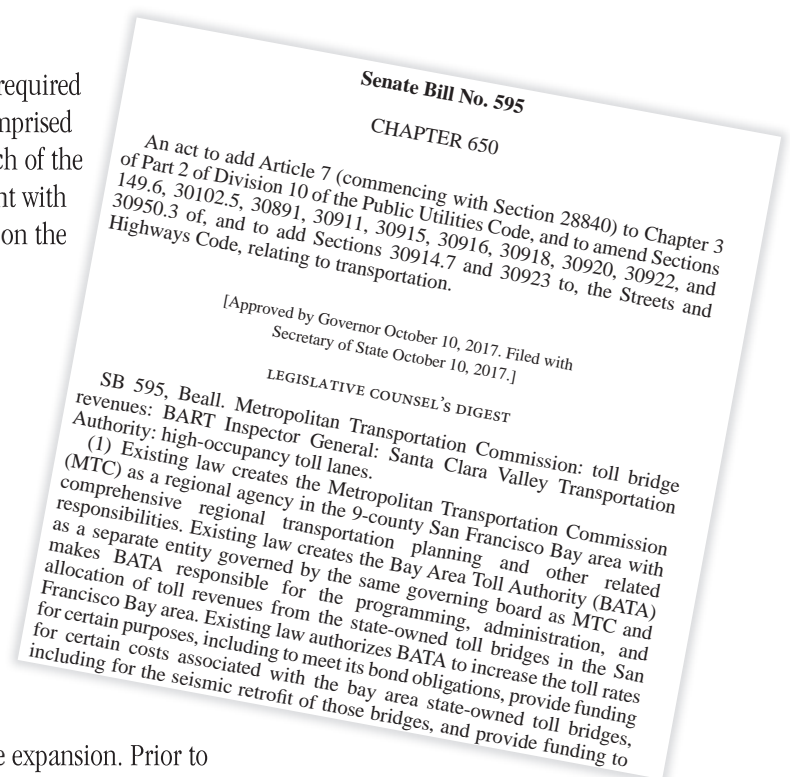 required
mprised
ch of the
nt with
on the
Senate Bill No. 595
CHAPTER 650
An act to add Article 7 (commencing with Section 28840) to Chapter 3
of Part 2 of Division 10 of the Public Utilities Code, and to amend Sections
149.6, 30102.5, 30891, 30911, 30915, 30916, 30918, 30920, 30922, and
30950.3 of, and to add Sections 30914.7 and 30923 to, the Streets and
Highways Code, relating to transportation.
[Approved by Governor October 10, 2017. Filed with
Secretary of State October 10, 2017.]
LEGISLATIVE COUNSEL'S DIGEST
SB 595, Beall. Metropolitan Transportation Commission: toll bridge
revenues: BART Inspector General: Santa Clara Valley Transportation
Authority: high-occupancy toll lanes.
(1) Existing law creates the Metropolitan Transportation Commission
(MTC) as a regional agency in the 9-county San Francisco Bay area with
comprehensive regional transportation planning and other related
responsibilities. Existing law creates the Bay Area Toll Authority (BATA)
as a separate entity governed by the same governing board as MTC and
makes BATA responsible for the programming, administration, and
allocation of toll revenues from the state-owned toll bridges in the San
Francisco Bay area. Existing law authorizes BATA to increase the toll rates
for certain purposes, including to meet its bond obligations, provide funding
for certain costs associated with the bay area state-owned toll bridges,
including for the seismic retrofit of those bridges, and provide funding to
e expansion. Prior to